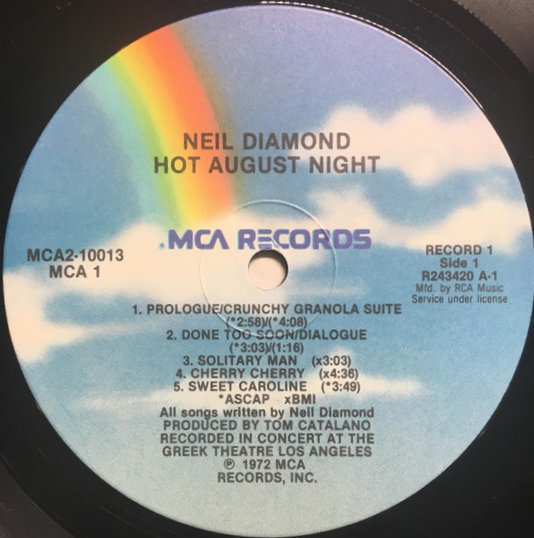 NEIL DIAMOND
HOT AUGUST NIGHT
MCA RECORDS
MCA2-10013
MCA 1
RECORD 1
Side 1
R243420 A-1
Mfd. by RCA Music
Service under license
1. PROLOGUE/CRUNCHY GRANOLA SUITE
(*2:58)/(*4:08)
2. DONE TOO SOON/DIALOGUE
(*3:03)/(1:16)
3. SOLITARY MAN (x3:03)
4. CHERRY CHERRY (x4:36)
5. SWEET CAROLINE (*3:49)
*ASCAP xBMI
All songs written by Neil Diamond
PRODUCED BY TOM CATALANO
RECORDED IN CONCERT AT THE
GREEK THEATRE LOS ANGELES
℗ 1972 MCA
RECORDS, INC.